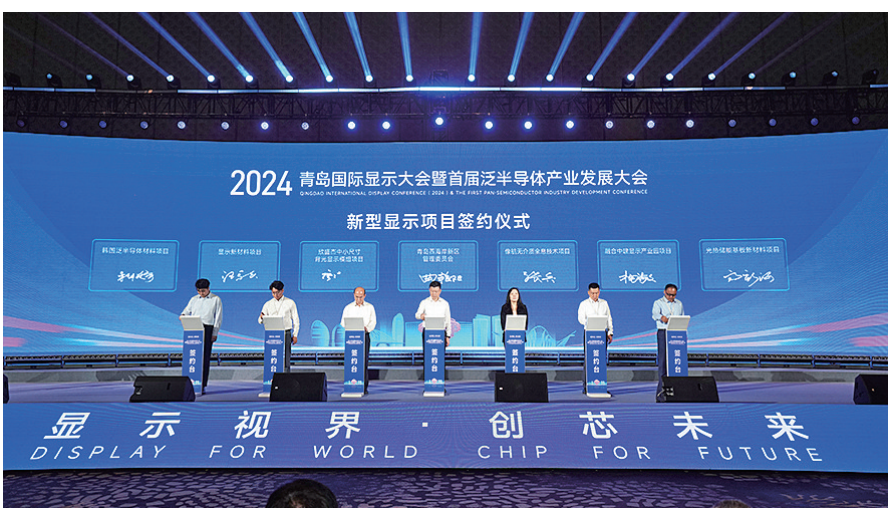 2024 青岛国际显示大会暨首届泛半导体产业发展大会
QINGDAO INTERNATIONAL DISPLAY CONFERENCE ( 2024 ) & THE FIRST PAN-SEMICONDUCTOR INDUSTRY DEVELOPMENT CONFERENCE
新型显示项目签约仪式
韩国泛半导体材料项目
显示新材料项目
欣盛杰中小尺寸
背光显示模组项目
青岛西海岸新区
管理委员会
像航无介质全息技术项目
融合中镓显示产业园项目
光热储能基板新材料项目
签约台
签约台
签约台
签约台
签约台
签约台
签约台
显示视界·创芯未来
DISPLAY FOR WORLD CHIP FOR FUTURE